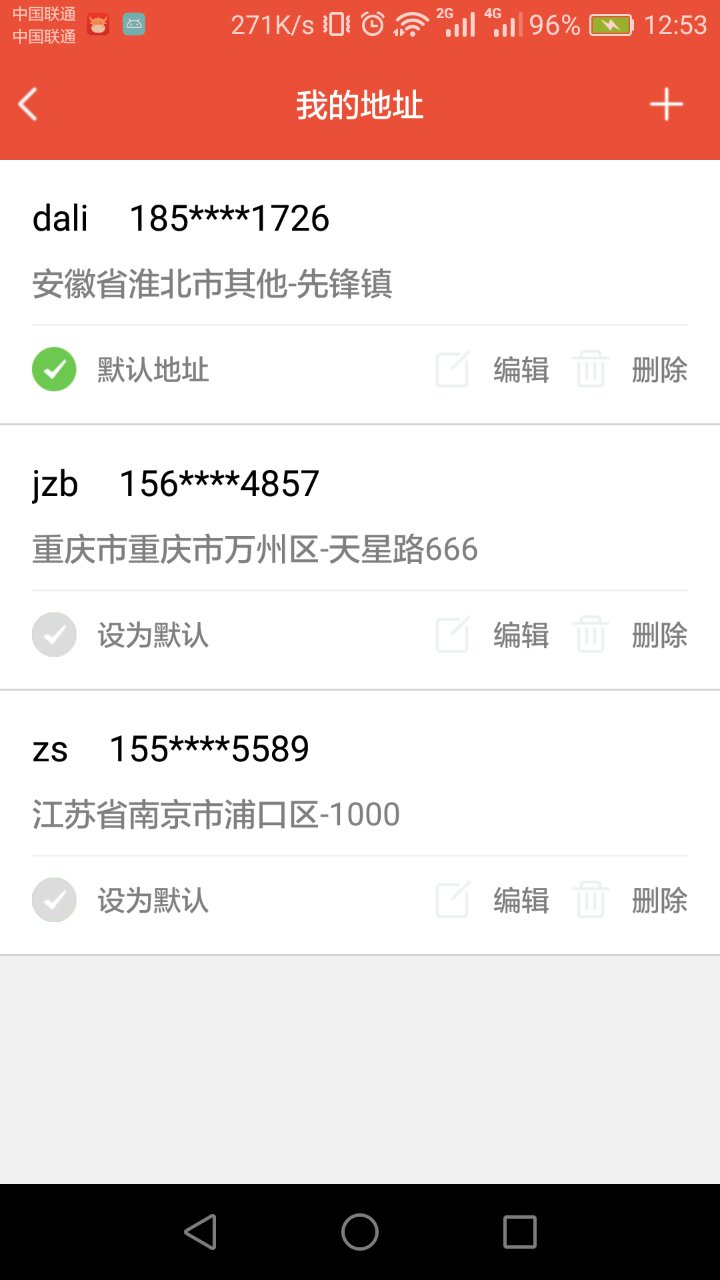 中国联通
中国联通
271K/s 2G 4G 96% 12:53
我的地址
dali 185****1726
安徽省淮北市其他-先锋镇
默认地址 编辑 删除
jzb 156****4857
重庆市重庆市万州区-天星路666
设为默认 编辑 删除
zs 155****5589
江苏省南京市浦口区-1000
设为默认 编辑 删除